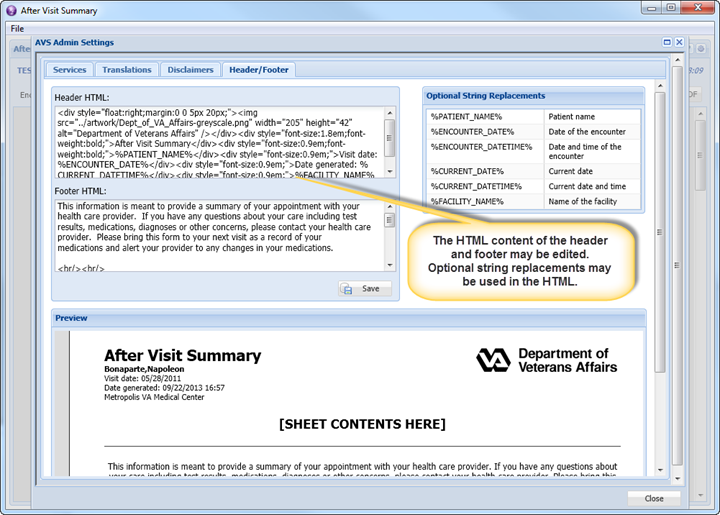 After Visit Summary
File
AVS Admin Settings
Services
Translations
Disclaimers
Header/Footer
Header HTML:
<div style="float:right;margin:0 0 5px 20px;"><img
src="../artwork/Dept_of_VA_Affairs-greyscale.png" width="205" height="42"
alt="Department of Veterans Affairs" /></div><div style="font-size:1.8em;font-
weight:bold;">After Visit Summary</div><div style="font-size:0.9em;font-
weight:bold;">%PATIENT_NAME%</div><div style="font-size:0.9em;">Visit date:
%ENCOUNTER_DATE%</div><div style="font-size:0.9em;">Date generated: %
CURRENT_DATETIME%</div><div style="font-size:0.9em;">%FACILITY_NAME%
Footer HTML:
This information is meant to provide a summary of your appointment with your
health care provider. If you have any questions about your care including test
results, medications, diagnoses or other concerns, please contact your health care
provider. Please bring this form to your next visit as a record of your
medications and alert your provider to any changes in your medications.
<br/><br/>
Save
Optional String Replacements
%PATIENT_NAME% Patient name
%ENCOUNTER_DATE% Date of the encounter
%ENCOUNTER_DATETIME% Date and time of the
encounter
%CURRENT_DATE% Current date
%CURRENT_DATETIME% Current date and time
%FACILITY_NAME% Name of the facility
The HTML content of the header
and footer may be edited.
Optional string replacements may
be used in the HTML.
Preview
After Visit Summary
Bonaparte,Napoleon
Visit date: 05/28/2011
Date generated: 09/22/2013 16:57
Metropolis VA Medical Center
VA
Department of
Veterans Affairs
[SHEET CONTENTS HERE]
This information is meant to provide a summary of your appointment with your health care provider. If you have any questions about
your care including test results, medications, diagnoses or other concerns, please contact your health care provider. Please bring this
Close